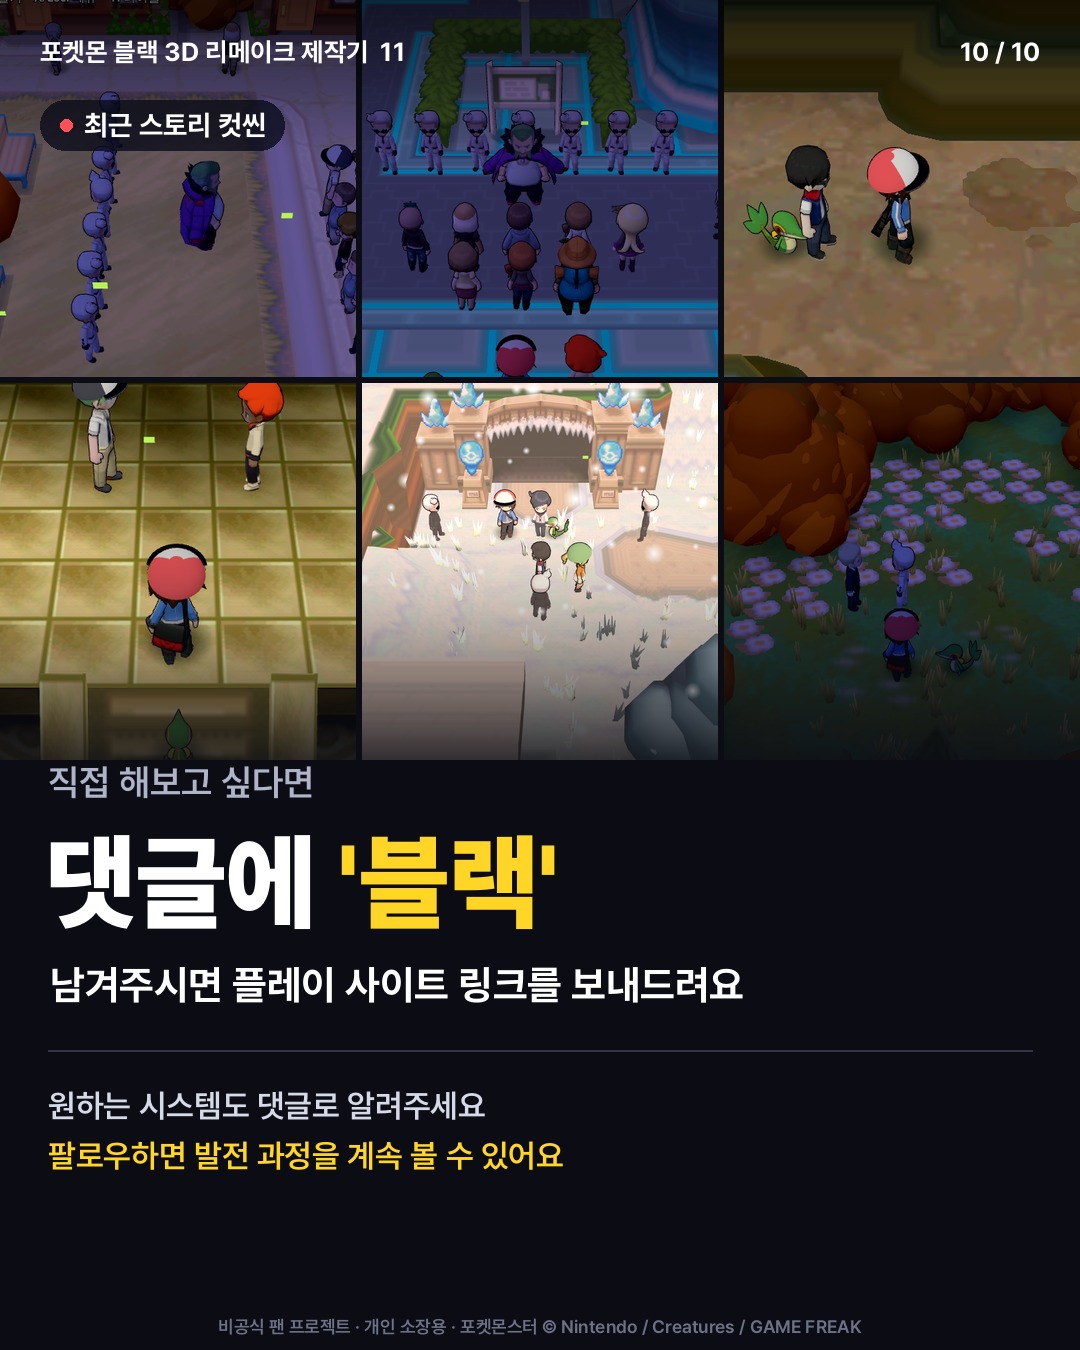 포켓몬 블랙 3D 리메이크 제작기 11
10 / 10
최근 스토리 컷씬
직접 해보고 싶다면
댓글에 '블랙'
남겨주시면 플레이 사이트 링크를 보내드려요
원하는 시스템도 댓글로 알려주세요
팔로우하면 발전 과정을 계속 볼 수 있어요
비공식 팬 프로젝트 · 개인 소장용 · 포켓몬스터 © Nintendo / Creatures / GAME FREAK